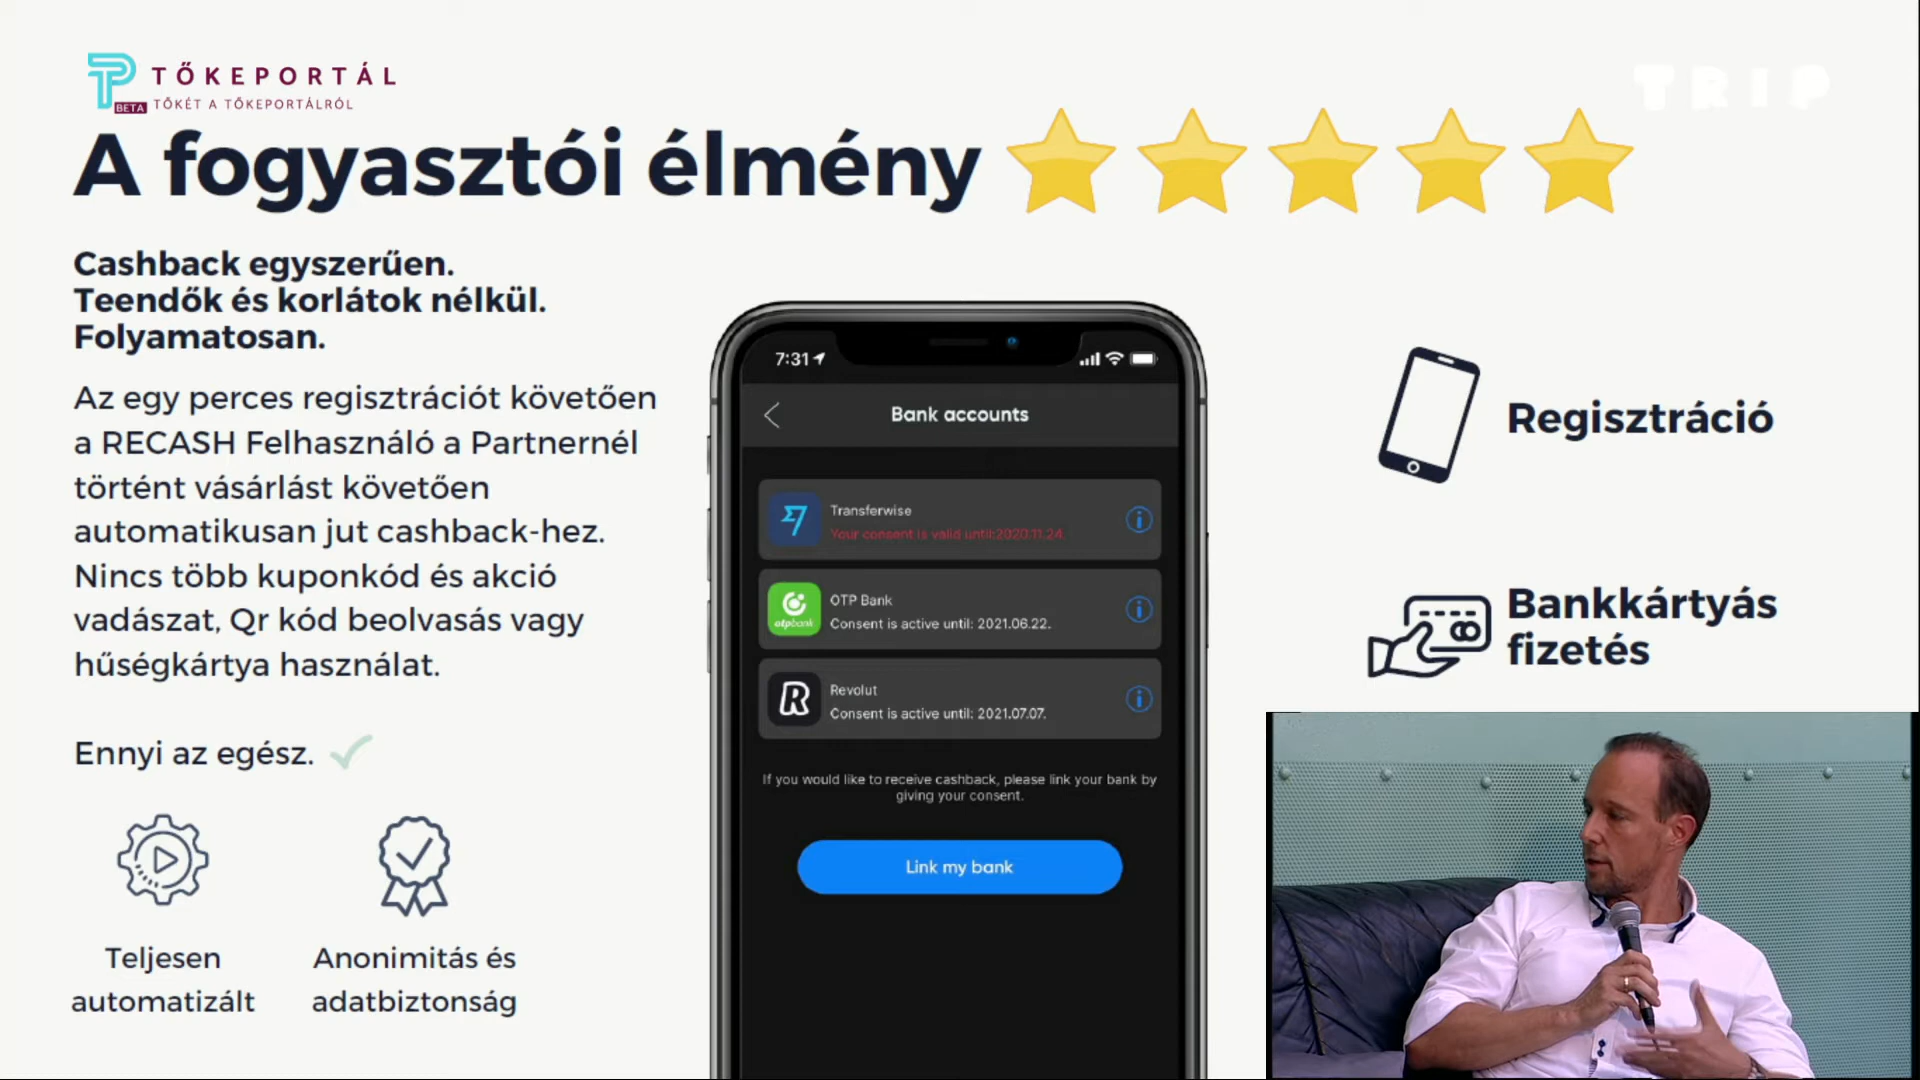 TŐKEPORTÁL
BETA TŐKÉT A TŐKEPORTÁLRÓL
TRIP
A fogyasztói élmény
Cashback egyszerűen.
Teendők és korlátok nélkül.
Folyamatosan.
Az egy perces regisztrációt követően
a RECASH Felhasználó a Partnernél
történt vásárlást követően
automatikusan jut cashback-hez.
Nincs több kuponkód és akció
vadászat, Qr kód beolvasás vagy
hűségkártya használat.
Ennyi az egész.
Teljesen
automatizált
Anonimitás és
adatbiztonság
7:31
Bank accounts
Transferwise
Your consent is valid until:2020.11.24.
OTP Bank
otpbank
Consent is active until: 2021.06.22.
Revolut
Consent is active until: 2021.07.07.
If you would like to receive cashback, please link your bank by
giving your consent.
Link my bank
Regisztráció
Bankkártyás
fizetés